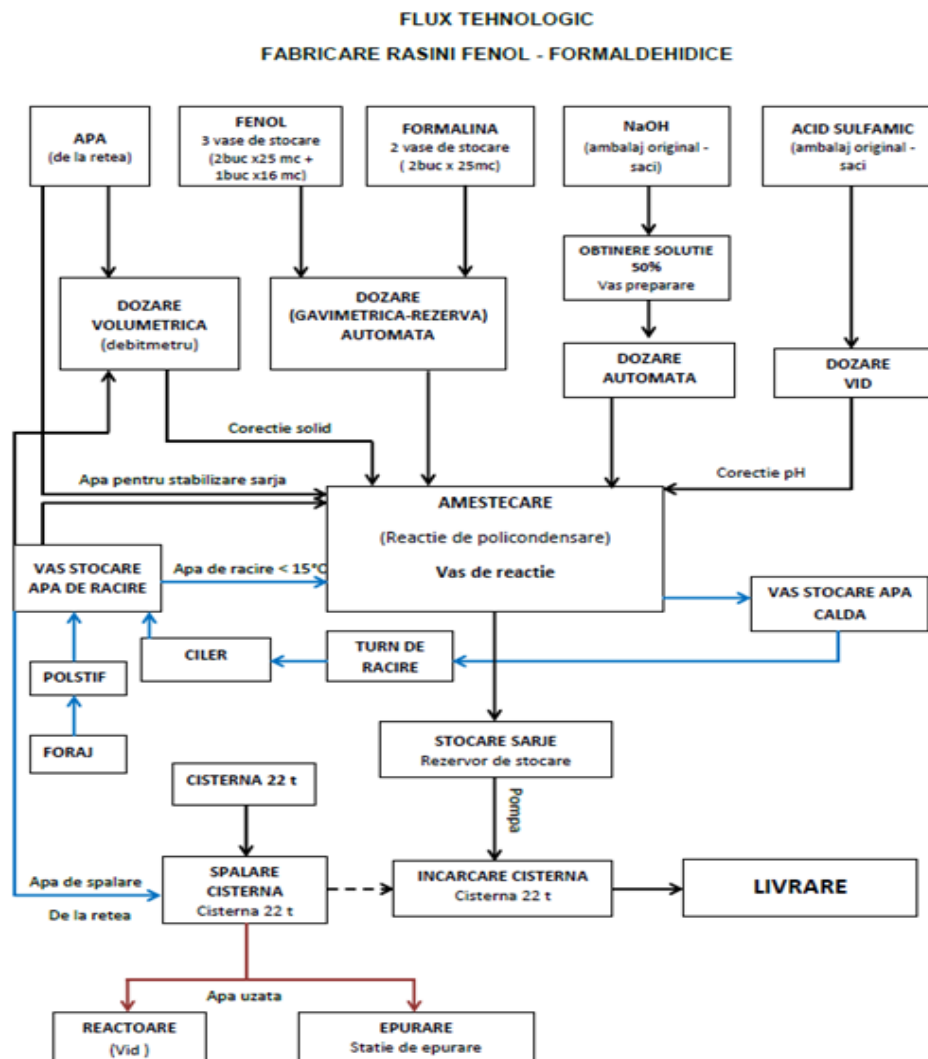 FLUX TEHNOLOGIC
FABRICARE RASINI FENOL - FORMALDEHIDICE
APA
(de la retea)
FENOL
3 vase de stocare
(2buc x25 mc +
1buc x16 mc)
FORMALINA
2 vase de stocare
( 2buc x 25mc)
NaOH
(ambalaj original -
saci)
ACID SULFAMIC
(ambalaj original -
saci
OBTINERE SOLUTIE
50%
Vas preparare
DOZARE
VOLUMETRICA
(debitmetru)
DOZARE
(GAVIMETRICA-REZERVA)
AUTOMATA
DOZARE
AUTOMATA
DOZARE
VID
Corectie solid
Apa pentru stabilizare sarja
Corectie pH
AMESTECARE
(Reactie de policondensare)
Vas de reactie
VAS STOCARE
APA DE RACIRE
Apa de racire < 15°C
VAS STOCARE APA
CALDA
CILER
TURN DE
RACIRE
POLSTIF
FORAJ
STOCARE SARJE
Rezervor de stocare
CISTERNA 22 t
Pompa
Apa de spalare
De la retea
SPALARE
CISTERNA
Cisterna 22 t
INCARCARE CISTERNA
Cisterna 22 t
LIVRARE
Apa uzata
REACTOARE
(Vid )
EPURARE
Statie de epurare